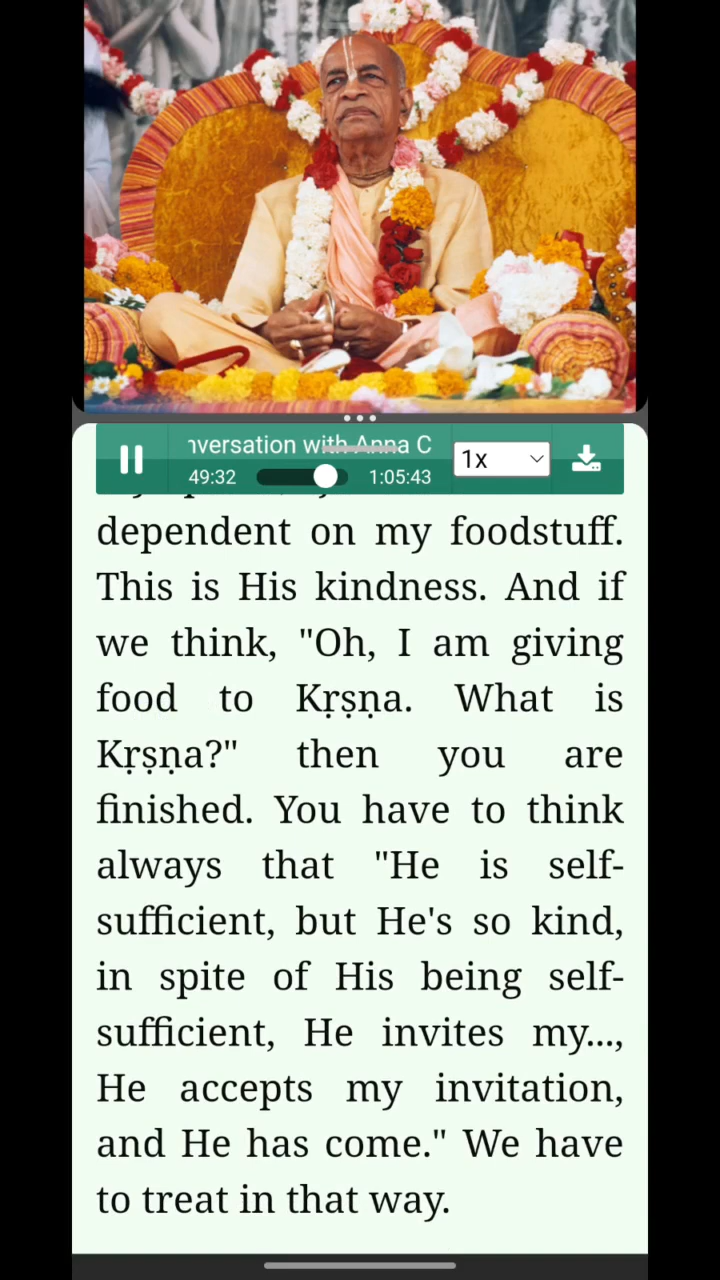 nversation with Anna C
1x
49:32
1:05:43
dependent on my foodstuff.
This is His kindness. And if
we think, "Oh, I am giving
food to Kṛṣṇa. What is
Kṛṣṇa?" then you are
finished. You have to think
always that "He is self-
sufficient, but He's so kind,
in spite of His being self-
sufficient, He invites my...,
He accepts my invitation,
and He has come." We have
to treat in that way.